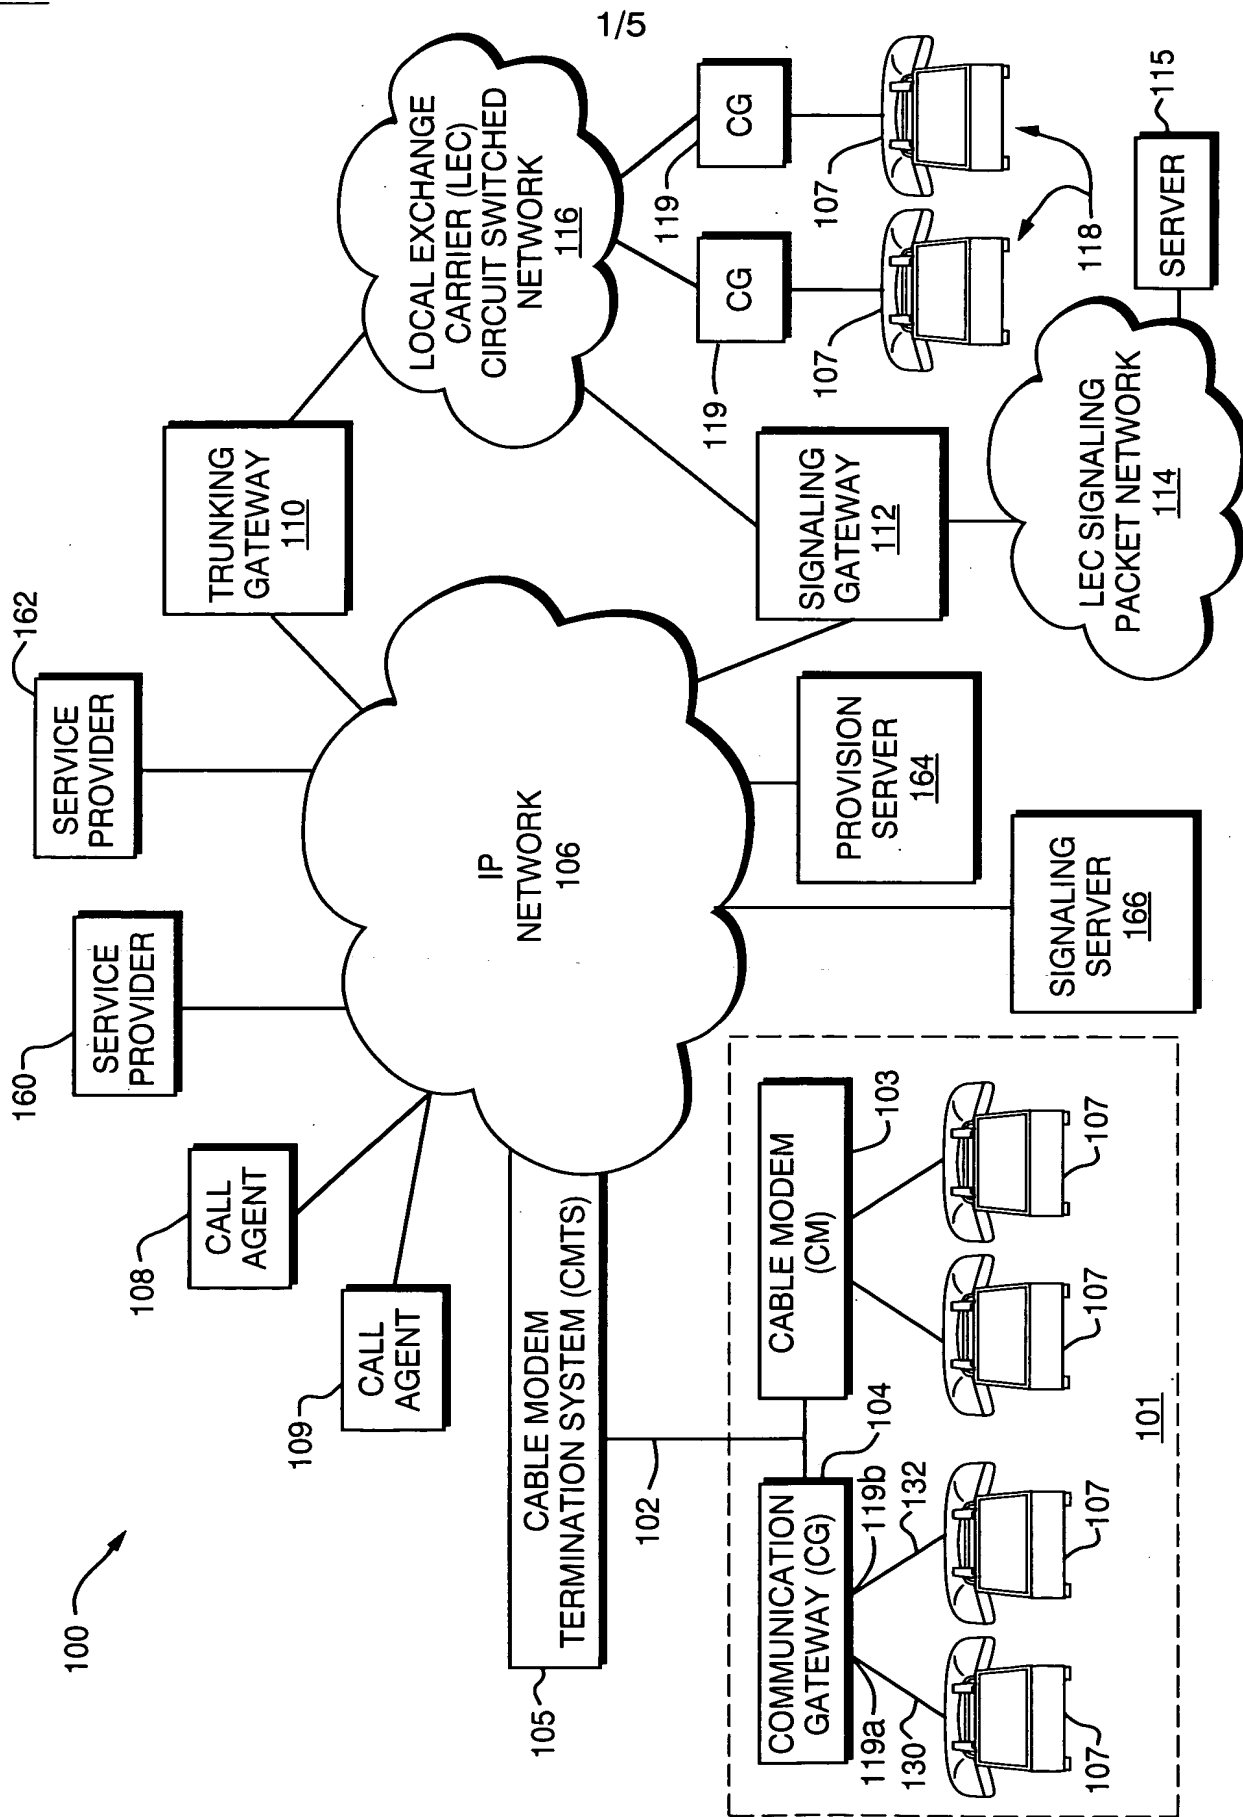 1/5
100
160
SERVICE
PROVIDER
162
SERVICE
PROVIDER
108
CALL
AGENT
109
CALL
AGENT
TRUNKING
GATEWAY
110
LOCAL EXCHANGE
CARRIER (LEC)
CIRCUIT SWITCHED
NETWORK
116
105
CABLE MODEM
TERMINATION SYSTEM (CMTS)
IP
NETWORK
106
119
CG
119
CG
107
107
118
SIGNALING
GATEWAY
112
102
PROVISION
SERVER
164
SIGNALING
SERVER
166
LEC SIGNALING
PACKET NETWORK
114
SERVER
115
COMMUNICATION
GATEWAY (CG)
104
CABLE MODEM
(CM)
103
119a
119b
130
132
107
107
107
107
101